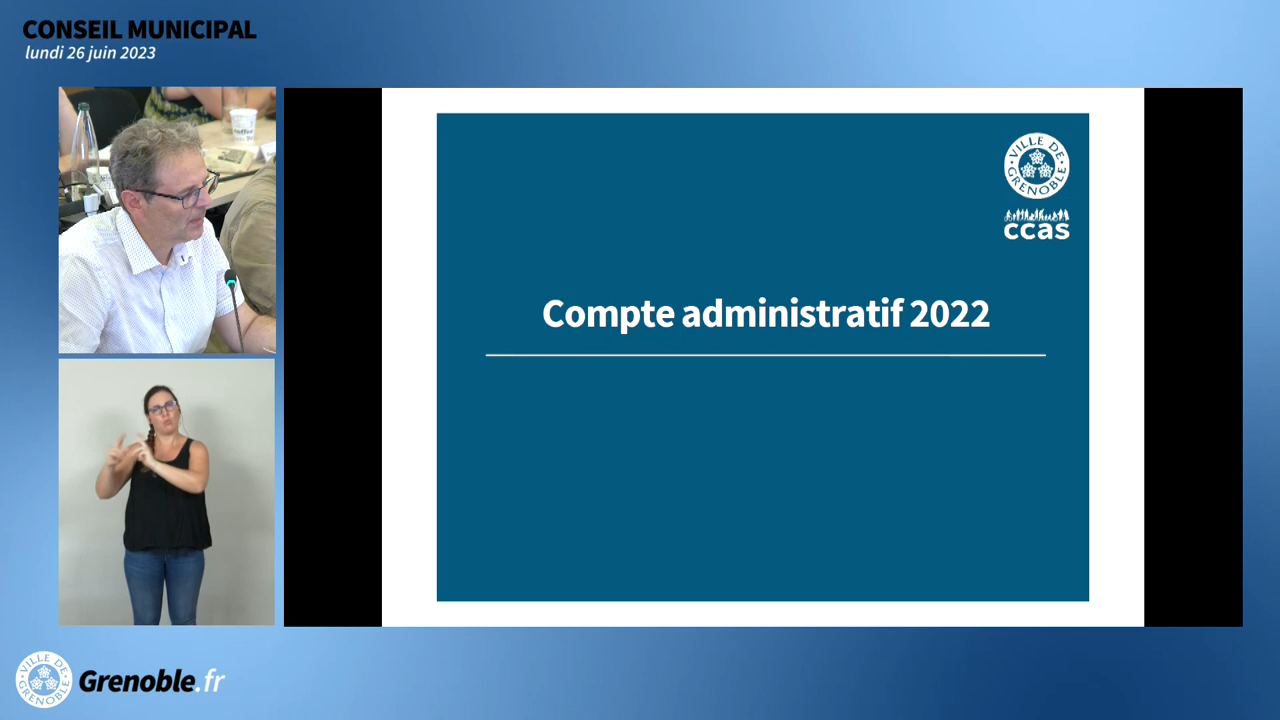 CONSEIL MUNICIPAL
lundi 26 juin 2023
VILLE DE
GRENOBLE
ccas
Compte administratif 2022
VILLE DE
GRENOBLE
Grenoble.fr